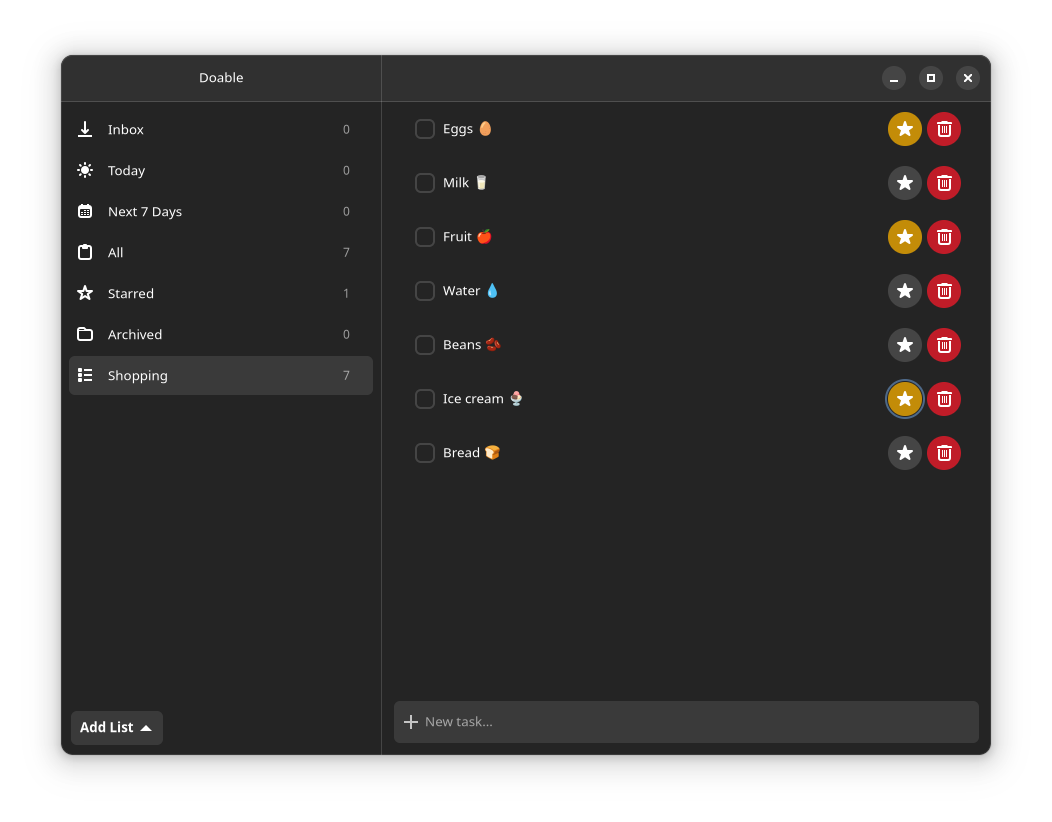 Doable
Inbox 0
Today 0
Next 7 Days 0
All 7
Starred 1
Archived 0
Shopping 7
Add List
Eggs 🥚
Milk 🥛
Fruit 🍎
Water 💧
Beans 🫘
Ice cream 🍨
Bread 🍞
New task...